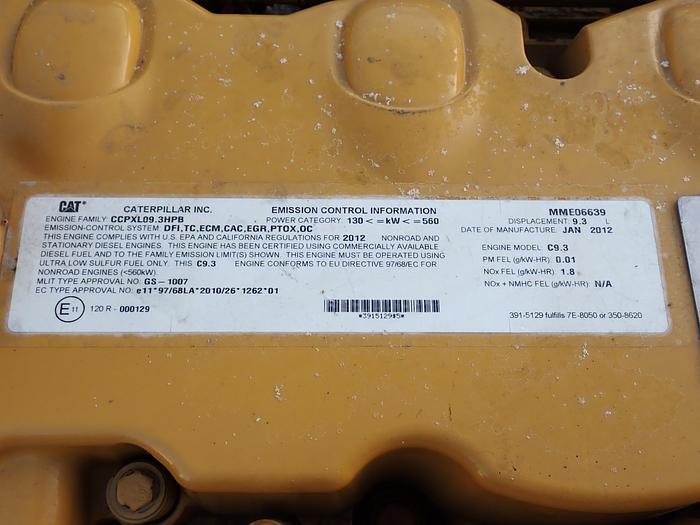 CAT CATERPILLAR INC. EMISSION CONTROL INFORMATION MME06639
ENGINE FAMILY: CCPXL09.3HPB POWER CATEGORY: 130 < =kW < =560 DISPLACEMENT: 9.3 L
EMISSION-CONTROL SYSTEM: DFI,TC,ECM,CAC,EGR,PTOX,OC DATE OF MANUFACTURE: JAN 2012
THIS ENGINE COMPLIES WITH U.S. EPA AND CALIFORNIA REGULATIONS FOR 2012 NONROAD AND
STATIONARY DIESEL ENGINES. THIS ENGINE HAS BEEN CERTIFIED USING COMMERCIALLY AVAILABLE
DIESEL FUEL AND TO THE FAMILY EMISSION LIMIT(S) SHOWN. THIS ENGINE MUST BE OPERATED USING
ULTRA LOW SULFUR FUEL ONLY. THIS C9.3 ENGINE CONFORMS TO EU DIRECTIVE 97/68/EC FOR
NONROAD ENGINES (<560kW).
MLIT TYPE APPROVAL NO: GS-1007
EC TYPE APPROVAL NO: e11*97/68LA*2010/26*1262*01
ENGINE MODEL: C9.3
PM FEL (g/kW-HR): 0.01
NOx FEL (g/kW-HR): 1.8
NOx + NMHC FEL (g/kW-HR): N/A
E11 120 R - 000129
*3915129$5*
391-5129 fulfills 7E-8050 or 350-8620